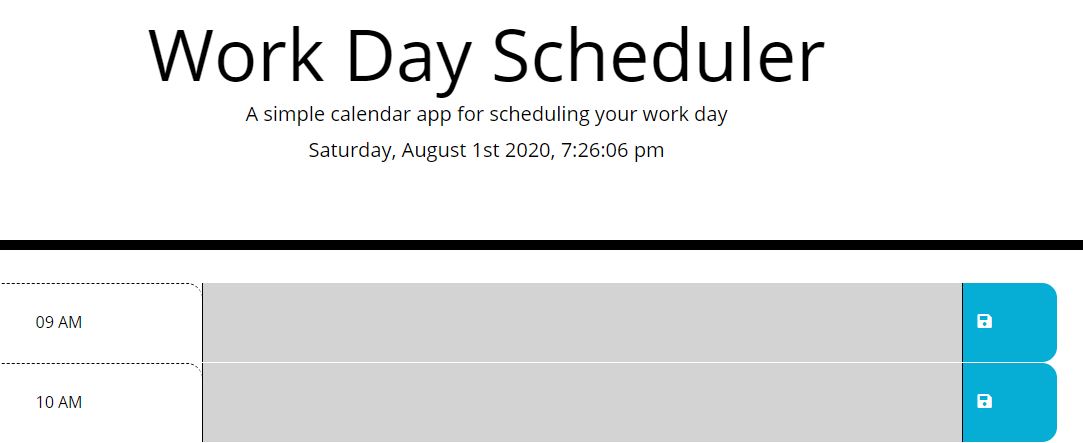 Work Day Scheduler
A simple calendar app for scheduling your work day
Saturday, August 1st 2020, 7:26:06 pm
09 AM
10 AM